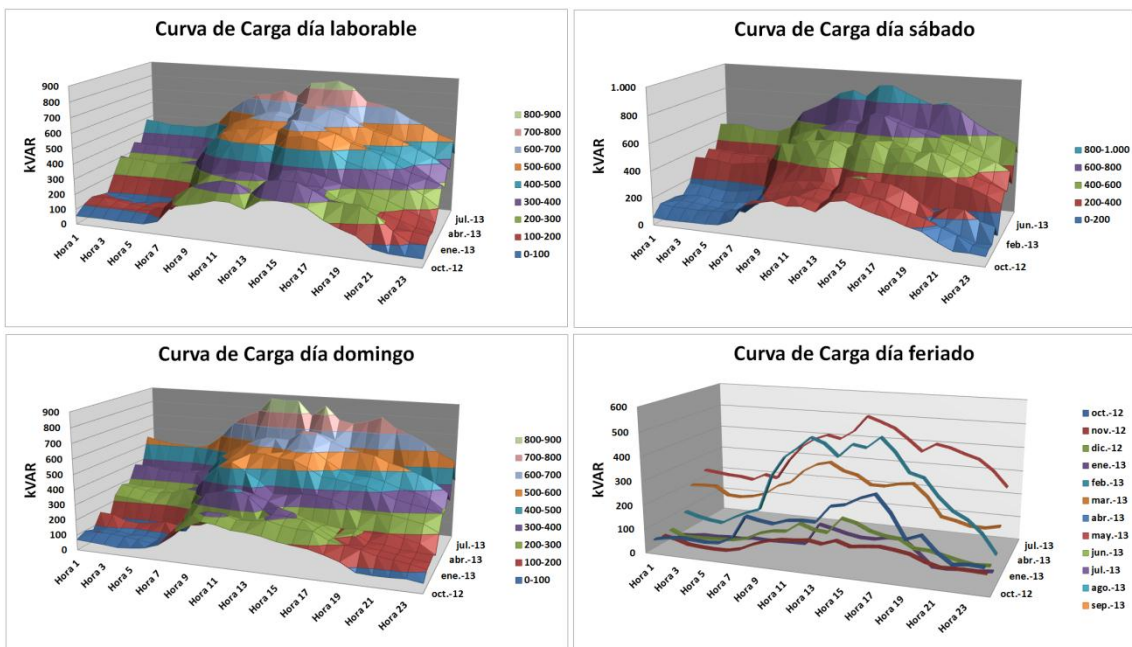 Curva de Carga día laborable
kVAR
900
800
700
600
500
400
300
200
100
0
Hora 1
Hora 3
Hora 5
Hora 7
Hora 9
Hora 11
Hora 13
Hora 15
Hora 17
Hora 19
Hora 21
Hora 23
jul.-13
abr.-13
ene.-13
oct.-12
800-900
700-800
600-700
500-600
400-500
300-400
200-300
100-200
0-100
Curva de Carga día sábado
kVAR
1.000
800
600
400
200
0
Hora 1
Hora 3
Hora 5
Hora 7
Hora 9
Hora 11
Hora 13
Hora 15
Hora 17
Hora 19
Hora 21
Hora 23
jun.-13
feb.-13
oct.-12
800-1.000
600-800
400-600
200-400
0-200
Curva de Carga día domingo
kVAR
900
800
700
600
500
400
300
200
100
0
Hora 1
Hora 3
Hora 5
Hora 7
Hora 9
Hora 11
Hora 13
Hora 15
Hora 17
Hora 19
Hora 21
Hora 23
jul.-13
abr.-13
ene.-13
oct.-12
800-900
700-800
600-700
500-600
400-500
300-400
200-300
100-200
0-100
Curva de Carga día feriado
kVAR
600
500
400
300
200
100
0
Hora 1
Hora 3
Hora 5
Hora 7
Hora 9
Hora 11
Hora 13
Hora 15
Hora 17
Hora 19
Hora 21
Hora 23
jul.-13
abr.-13
ene.-13
oct.-12
oct.-12
nov.-12
dic.-12
ene.-13
feb.-13
mar.-13
abr.-13
may.-13
jun.-13
jul.-13
ago.-13
sep.-13